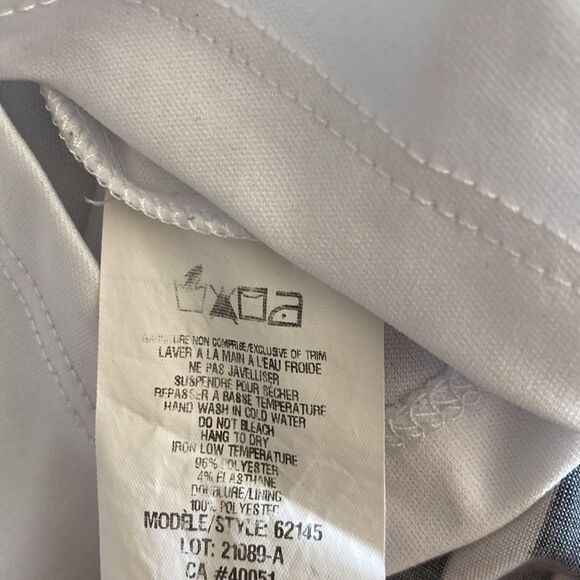 GARNITURE NON COMPRISE/EXCLUSIVE OF TRIM
LAVER A LA MAIN A L'EAU FROIDE
NE PAS JAVELLISER
SUSPENDRE POUR SÉCHER
REPASSER A BASSE TEMPERATURE
HAND WASH IN COLD WATER
DO NOT BLEACH
HANG TO DRY
IRON LOW TEMPERATURE
96% POLYESTER
4% ELASTHANE
DOUBLURE/LINING
100% POLYESTER
MODÈLE/STYLE: 62145
LOT: 21089-A
CA #40051